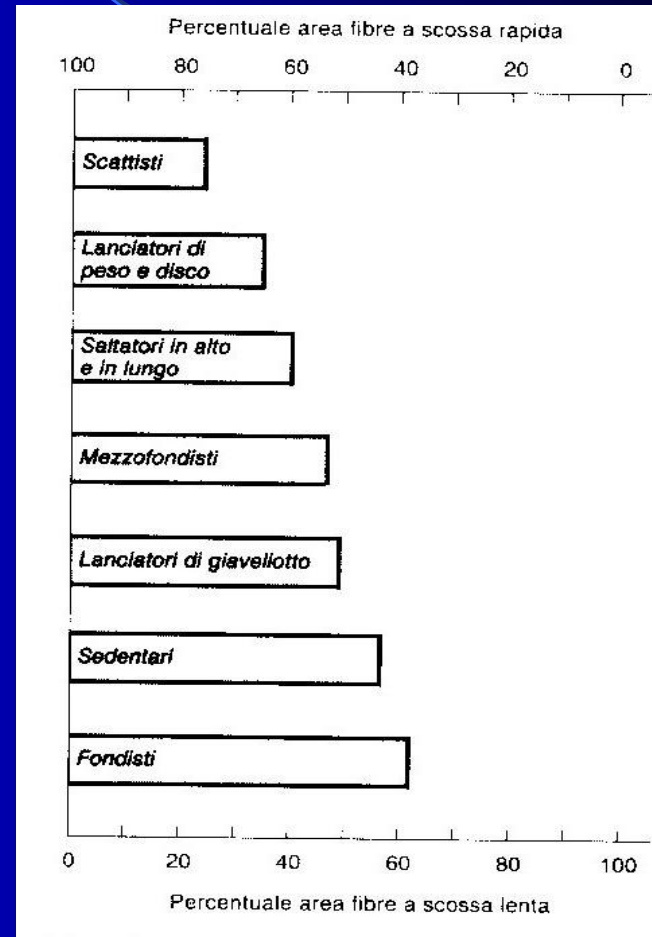 Percentuale area fibre a scossa rapida
100 80 60 40 20 0
Scattisti
Lanciatori di
peso e disco
Saltatori in alto
e in lungo
Mezzofondisti
Lanciatori di giavellotto
Sedentari
Fondisti
0 20 40 60 80 100
Percentuale area fibre a scossa lenta